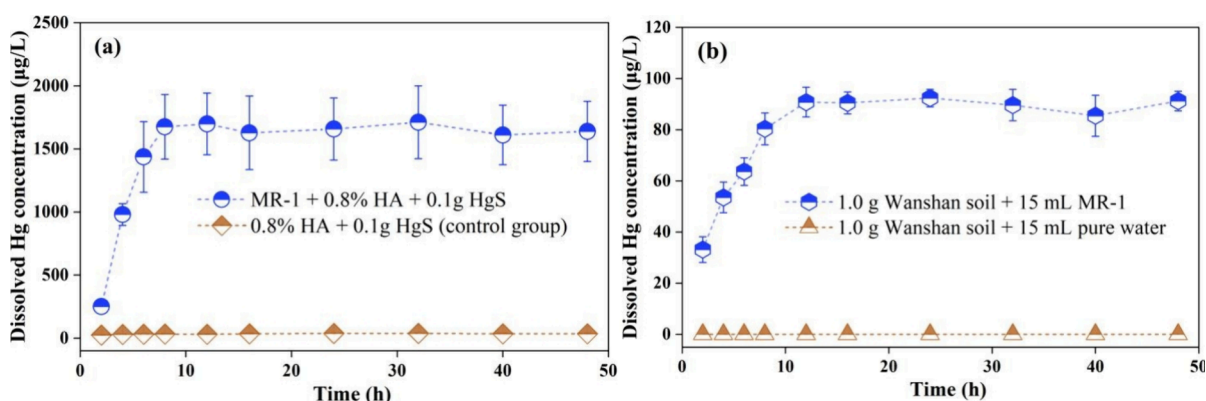 (a)
Dissolved Hg concentration (μg/L)
2500
2000
1500
1000
500
0
MR-1 + 0.8% HA + 0.1g HgS
0.8% HA + 0.1g HgS (control group)
0 10 20 30 40 50
Time (h)
(b)
Dissolved Hg concentration (μg/L)
120
100
80
60
40
20
0
1.0 g Wanshan soil + 15 mL MR-1
1.0 g Wanshan soil + 15 mL pure water
0 10 20 30 40 50
Time (h)